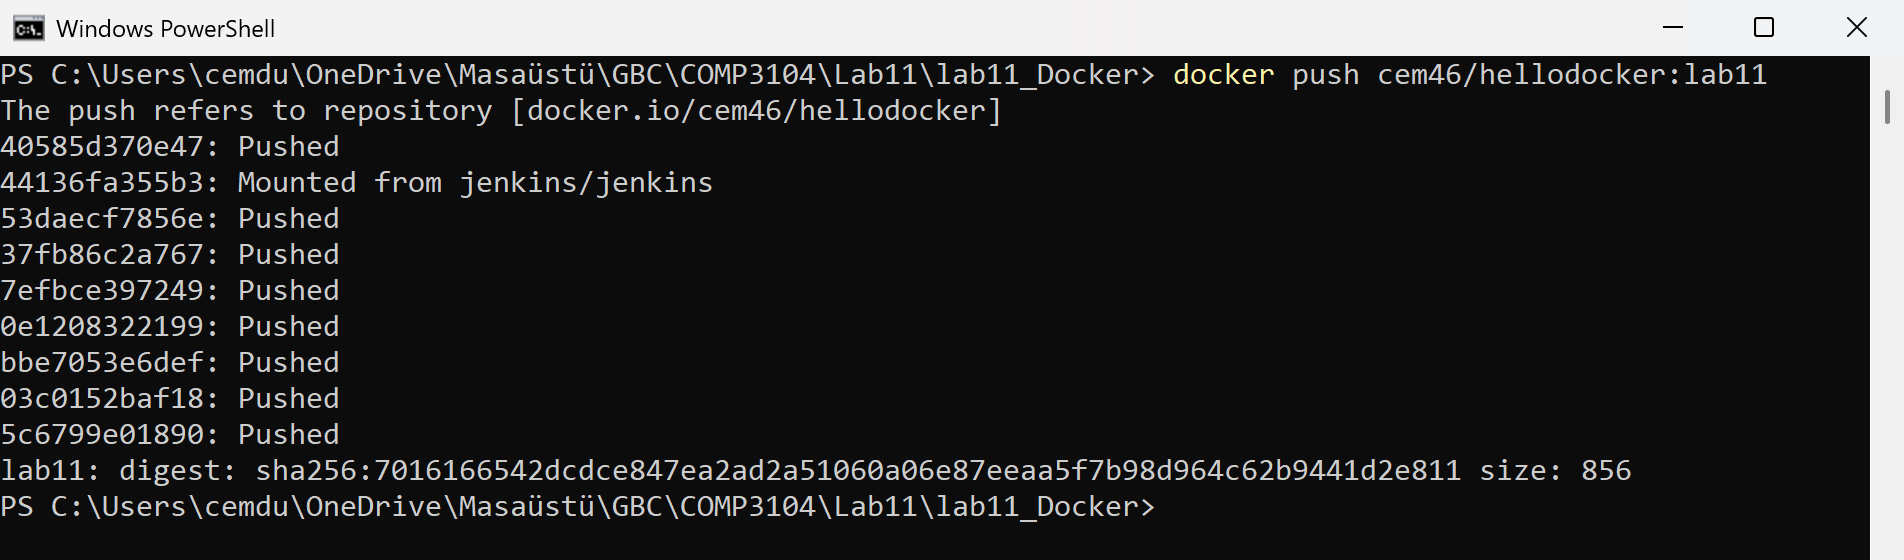 Windows PowerShell
PS C:\Users\cemdu\OneDrive\Masaüstü\GBC\COMP3104\Lab11\lab11_Docker> docker push cem46/hellodocker:lab11
The push refers to repository [docker.io/cem46/hellodocker]
40585d370e47: Pushed
44136fa355b3: Mounted from jenkins/jenkins
53daecf7856e: Pushed
37fb86c2a767: Pushed
7efbce397249: Pushed
0e1208322199: Pushed
bbe7053e6def: Pushed
03c0152baf18: Pushed
5c6799e01890: Pushed
lab11: digest: sha256:7016166542dcdce847ea2ad2a51060a06e87eeaa5f7b98d964c62b9441d2e811 size: 856
PS C:\Users\cemdu\OneDrive\Masaüstü\GBC\COMP3104\Lab11\lab11_Docker>